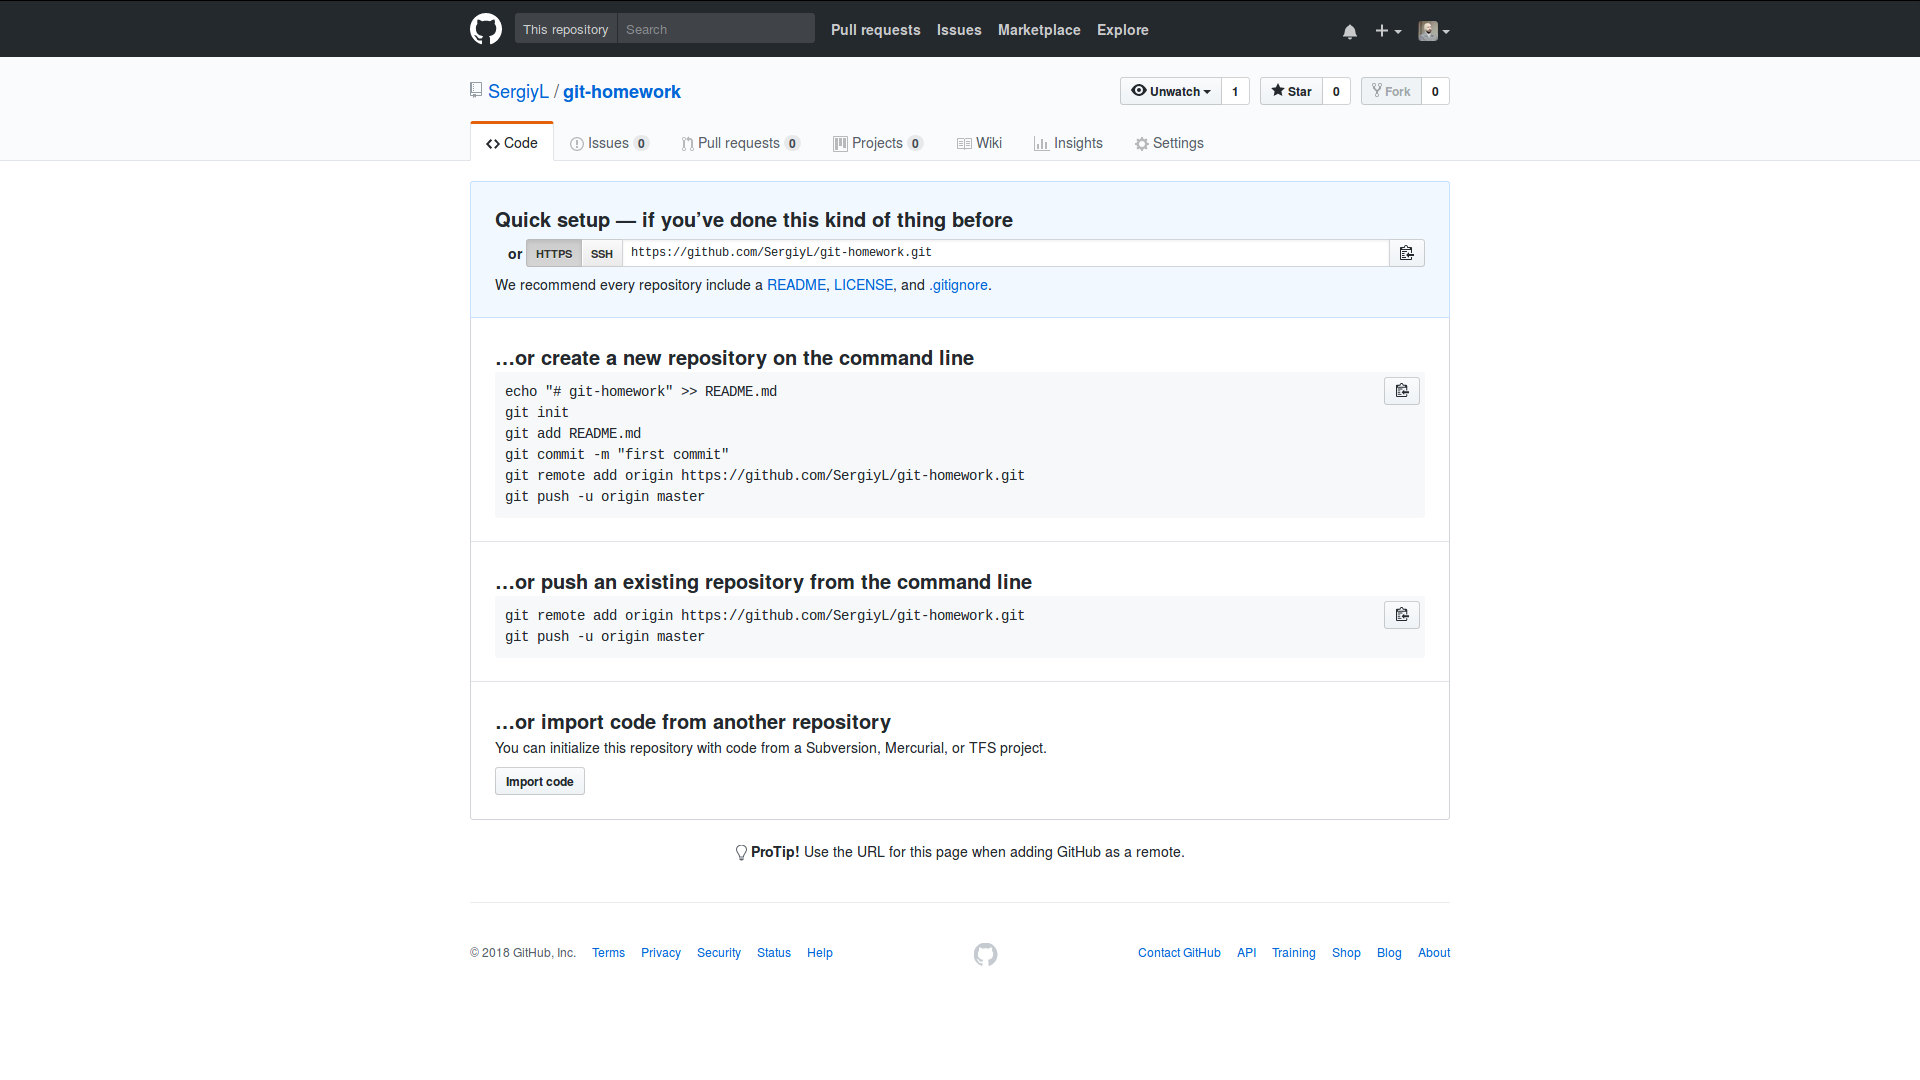 This repository Search Pull requests Issues Marketplace Explore
SergiyL / git-homework
Unwatch 1 Star 0 Fork 0
Code Issues 0 Pull requests 0 Projects 0 Wiki Insights Settings
Quick setup — if you’ve done this kind of thing before
or HTTPS SSH https://github.com/SergiyL/git-homework.git
We recommend every repository include a README, LICENSE, and .gitignore.
…or create a new repository on the command line
echo "# git-homework" >> README.md
git init
git add README.md
git commit -m "first commit"
git remote add origin https://github.com/SergiyL/git-homework.git
git push -u origin master
…or push an existing repository from the command line
git remote add origin https://github.com/SergiyL/git-homework.git
git push -u origin master
…or import code from another repository
You can initialize this repository with code from a Subversion, Mercurial, or TFS project.
Import code
ProTip! Use the URL for this page when adding GitHub as a remote.
© 2018 GitHub, Inc. Terms Privacy Security Status Help Contact GitHub API Training Shop Blog About